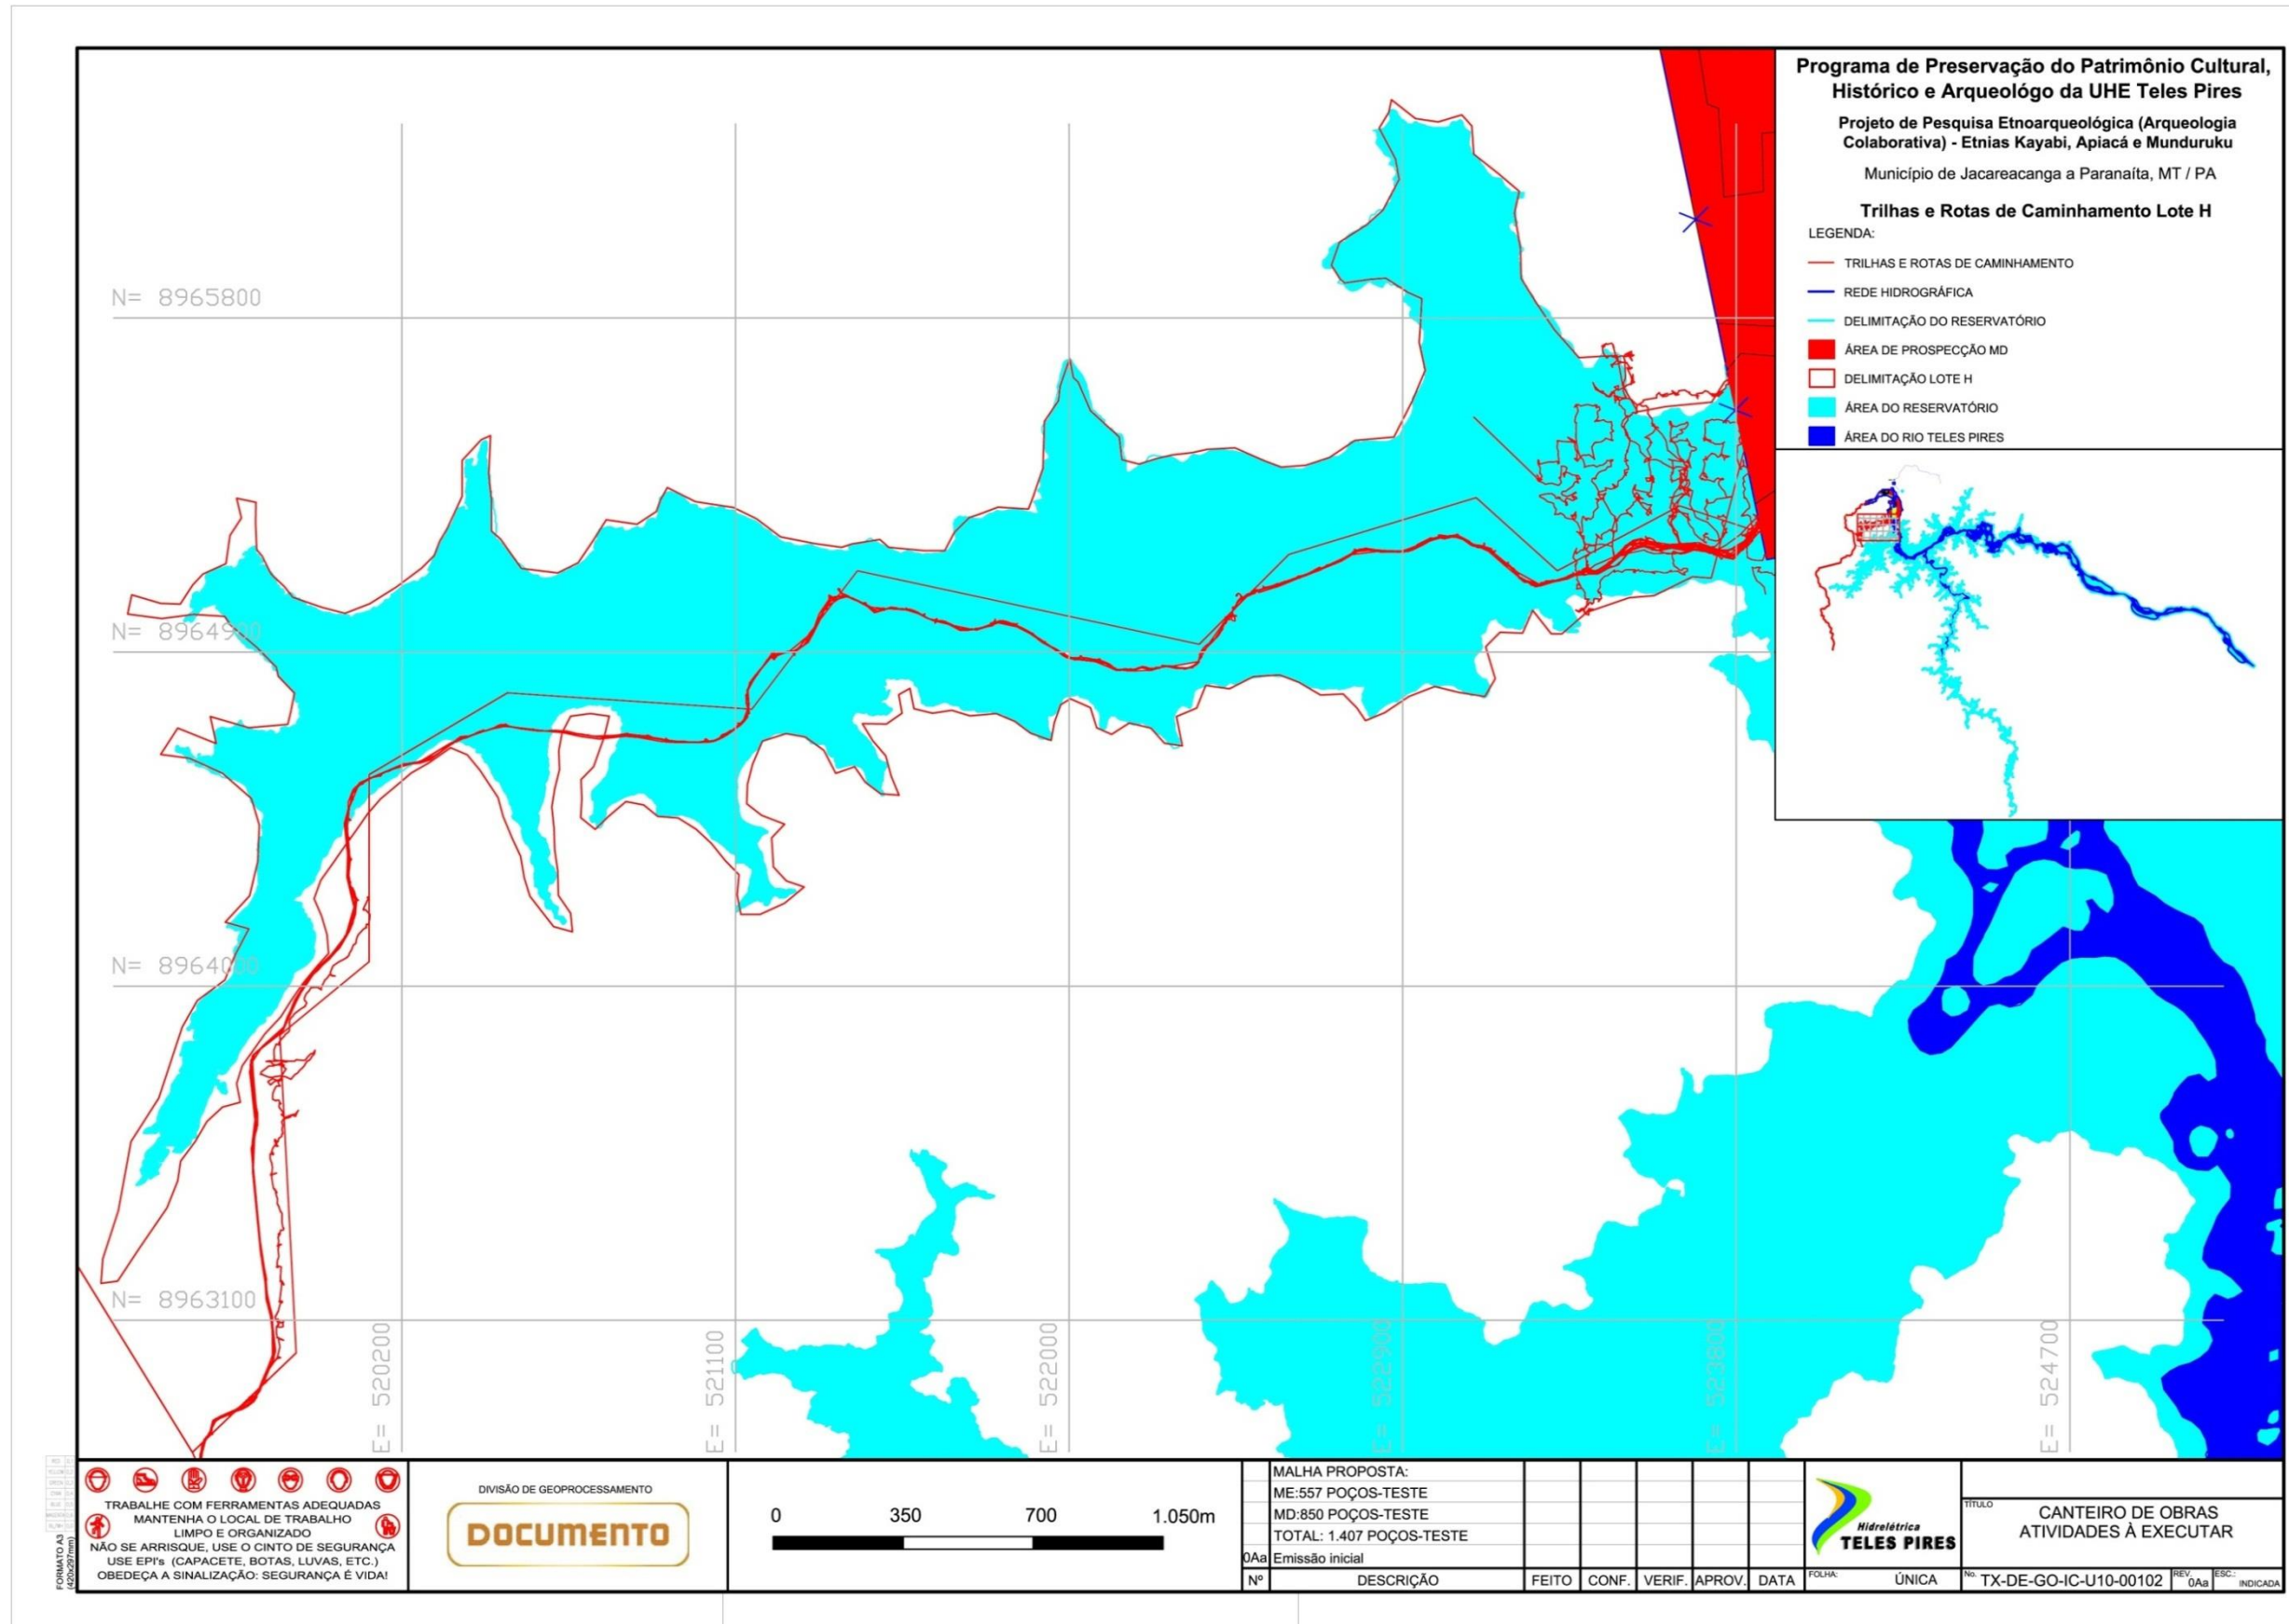 Programa de Preservação do Patrimônio Cultural,
Histórico e Arqueológo da UHE Teles Pires
Projeto de Pesquisa Etnoarqueológica (Arqueologia
Colaborativa) - Etnias Kayabi, Apiacá e Munduruku
Município de Jacareacanga a Paranaíta, MT / PA
Trilhas e Rotas de Caminhamento Lote H
LEGENDA:
TRILHAS E ROTAS DE CAMINHAMENTO
REDE HIDROGRÁFICA
DELIMITAÇÃO DO RESERVATÓRIO
ÁREA DE PROSPECÇÃO MD
DELIMITAÇÃO LOTE H
ÁREA DO RESERVATÓRIO
ÁREA DO RIO TELES PIRES
N= 8965800
N= 8964900
N= 8964000
N= 8963100
E= 520200
E= 521100
E= 522000
E= 522900
E= 523800
E= 524700
FORMATO A3
(420x297mm)
TRABALHE COM FERRAMENTAS ADEQUADAS
MANTENHA O LOCAL DE TRABALHO
LIMPO E ORGANIZADO
NÃO SE ARRISQUE, USE O CINTO DE SEGURANÇA
USE EPI's (CAPACETE, BOTAS, LUVAS, ETC.)
OBEDEÇA A SINALIZAÇÃO: SEGURANÇA É VIDA!
DIVISÃO DE GEOPROCESSAMENTO
DOCUMENTO
0 350 700 1.050m
MALHA PROPOSTA:
ME:557 POÇOS-TESTE
MD:850 POÇOS-TESTE
TOTAL: 1.407 POÇOS-TESTE
0Aa Emissão inicial
Nº DESCRIÇÃO FEITO CONF. VERIF. APROV. DATA
Hidrelétrica
TELES PIRES
FOLHA: ÚNICA
TÍTULO
CANTEIRO DE OBRAS
ATIVIDADES À EXECUTAR
No. TX-DE-GO-IC-U10-00102 REV. 0Aa ESC.: INDICADA